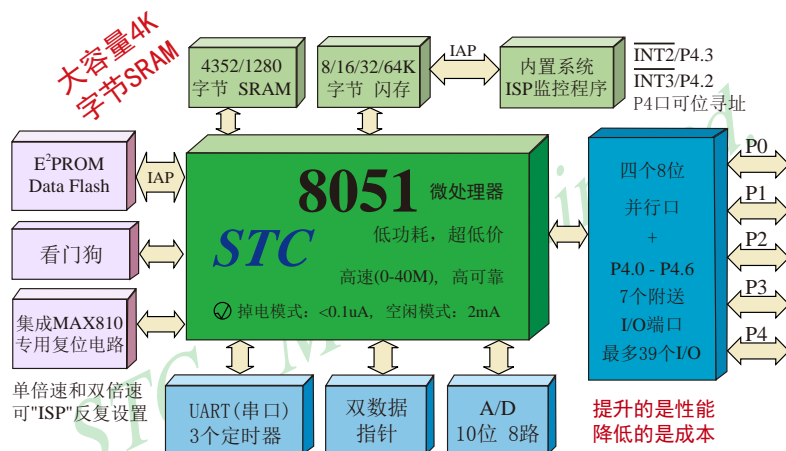 大容量4K
字节SRAM
4352/1280
字节 SRAM
8/16/32/64K
字节 闪存
IAP
内置系统
ISP监控程序
INT2/P4.3
INT3/P4.2
P4口可位寻址
E²PROM
Data Flash
IAP
看门狗
集成MAX810
专用复位电路
单倍速和双倍速
可"ISP"反复设置
8051 微处理器
STC
低功耗，超低价
高速(0-40M)，高可靠
掉电模式：<0.1uA，空闲模式：2mA
四个8位
并行口
+
P4.0 - P4.6
7个附送
I/O端口
最多39个I/O
P0
P1
P2
P3
P4
UART(串口)
3个定时器
双数据
指针
A/D
10位 8路
提升的是性能
降低的是成本